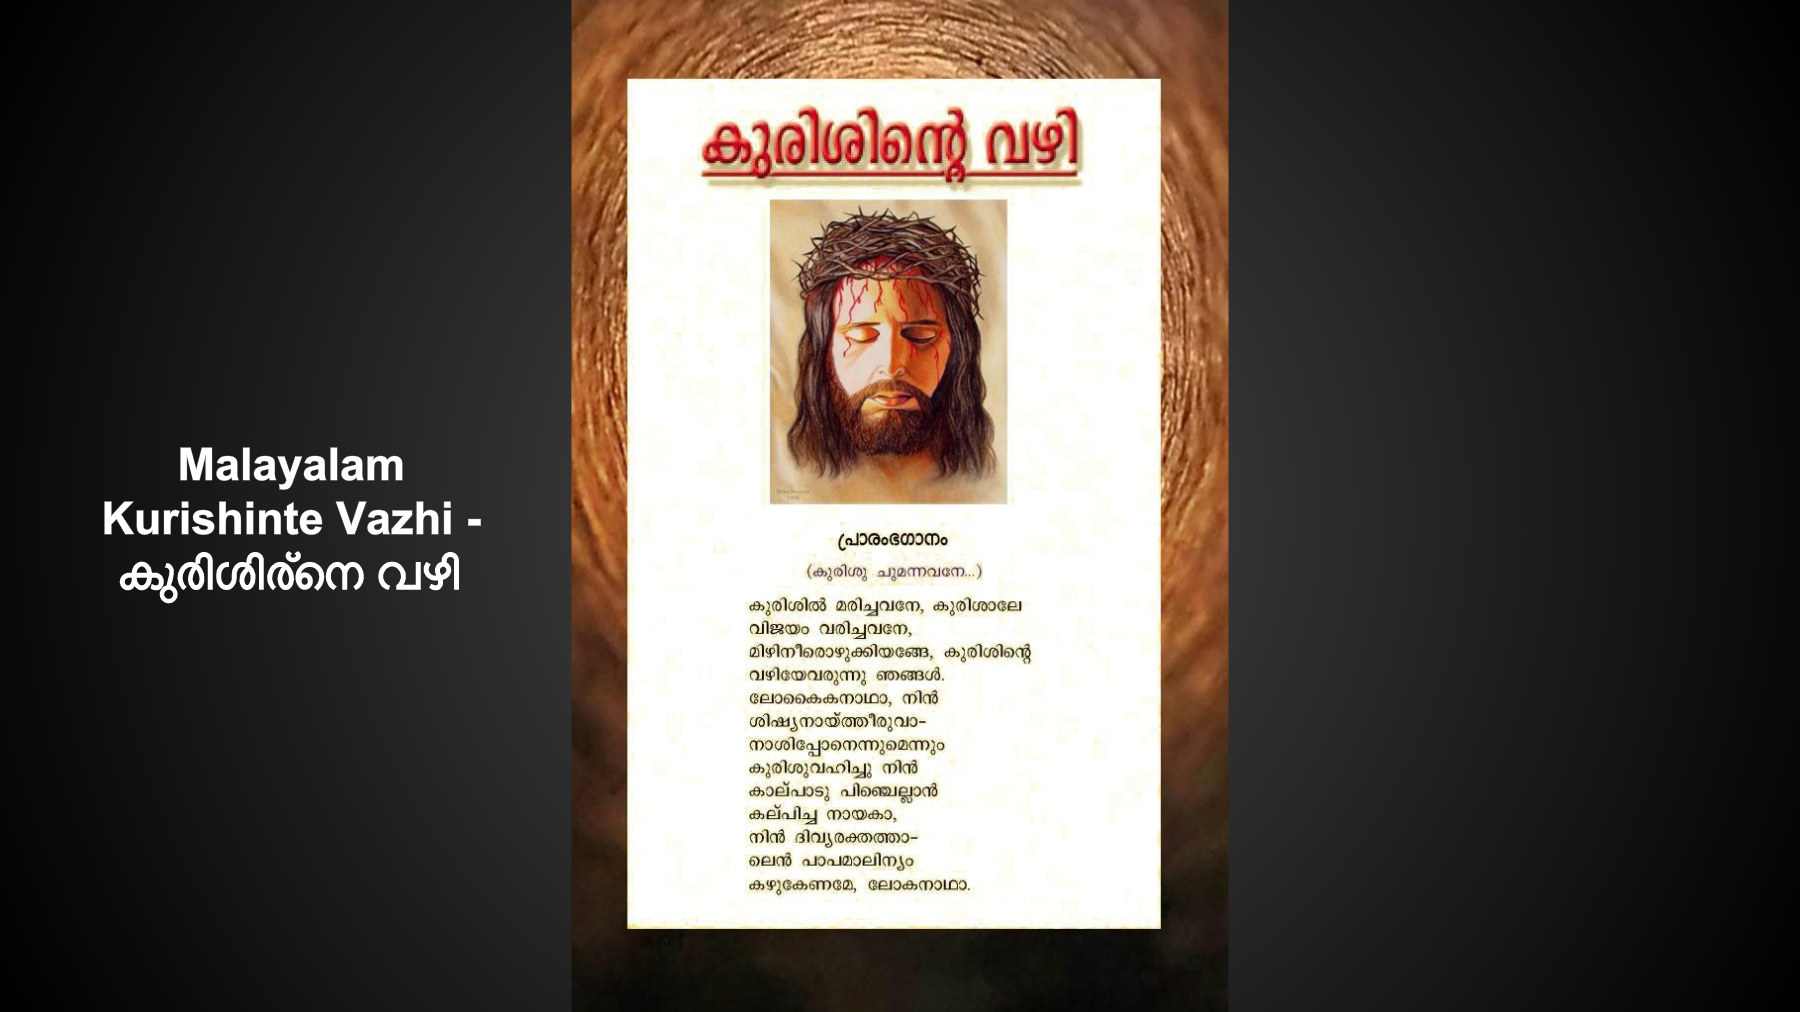 Malayalam
Kurishinte Vazhi -
കുരിശിര്‌നെ വഴി
കുരിശിന്റെ വഴി
പ്രാരംഭഗാനം
(കുരിശു ചുമന്നവനേ...)
കുരിശിൽ മരിച്ചവനേ, കുരിശാലേ
വിജയം വരിച്ചവനേ,
മിഴിനീരൊഴുക്കിയങ്ങേ, കുരിശിന്റെ
വഴിയേവരുന്നു ഞങ്ങൾ.
ലോകൈകനാഥാ, നിൻ
ശിഷ്യനായ്ത്തീരുവാ-
നാശിപ്പോനെന്നുമെന്നും
കുരിശുവഹിച്ചു നിൻ
കാല്പാടു പിഞ്ചെല്ലാൻ
കല്പിച്ച നായകാ,
നിൻ ദിവ്യരക്തത്താ-
ലെൻ പാപമാലിന്യം
കഴുകേണമേ, ലോകനാഥാ.